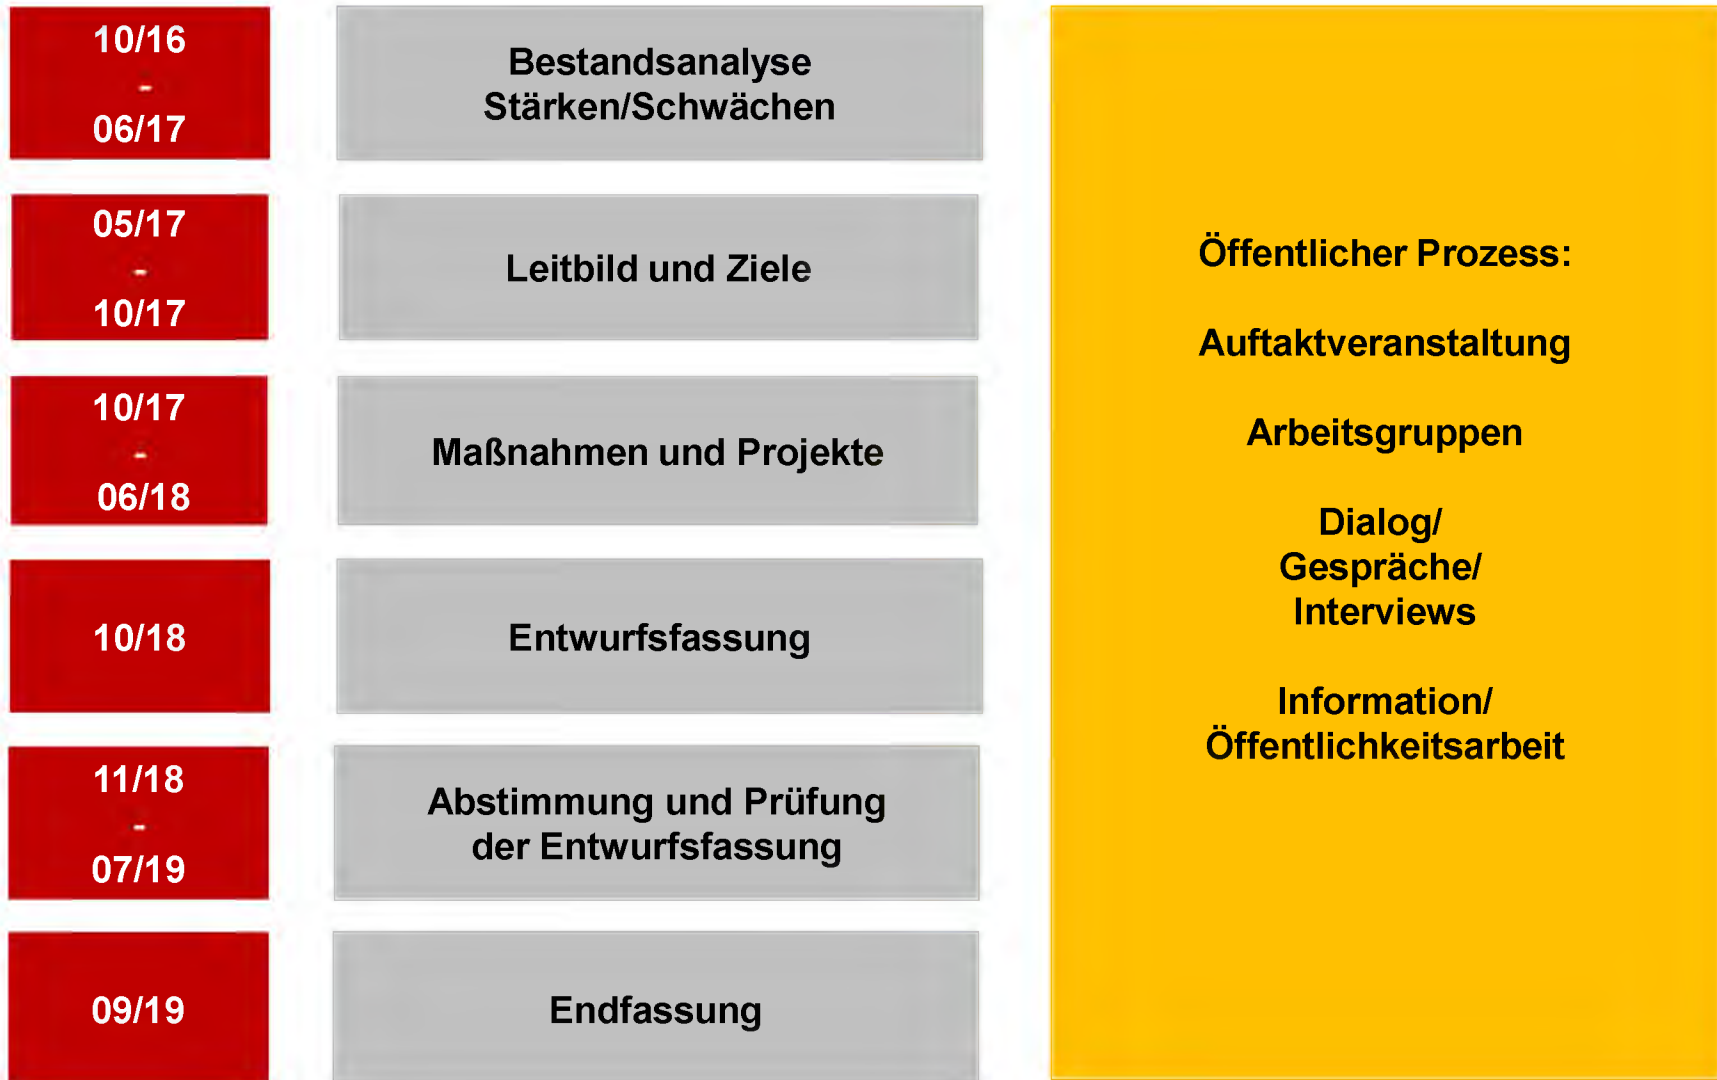 10/16
-
06/17
Bestandsanalyse
Stärken/Schwächen
05/17
-
10/17
Leitbild und Ziele
10/17
-
06/18
Maßnahmen und Projekte
10/18
Entwurfsfassung
11/18
-
07/19
Abstimmung und Prüfung
der Entwurfsfassung
09/19
Endfassung
Öffentlicher Prozess:
Auftaktveranstaltung
Arbeitsgruppen
Dialog/
Gespräche/
Interviews
Information/
Öffentlichkeitsarbeit